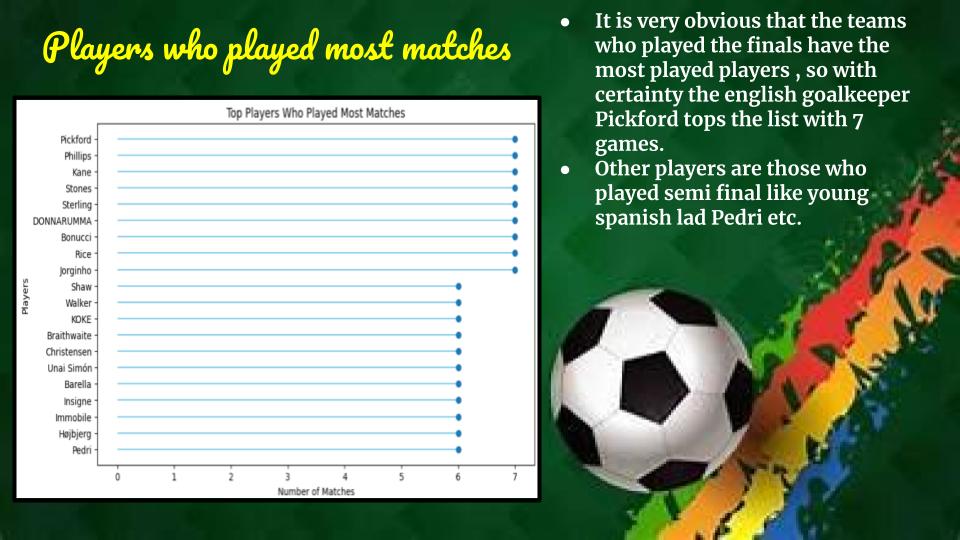 Players who played most matches
● It is very obvious that the teams
who played the finals have the
most played players , so with
certainty the english goalkeeper
Pickford tops the list with 7
games.
● Other players are those who
played semi final like young
spanish lad Pedri etc.
Top Players Who Played Most Matches
Players
Pickford
Phillips
Kane
Stones
Sterling
DONNARUMMA
Bonucci
Rice
Jorginho
Shaw
Walker
KOKE
Braithwaite
Christensen
Unai Simón
Barella
Insigne
Immobile
Højbjerg
Pedri
0 1 2 3 4 5 6 7
Number of Matches